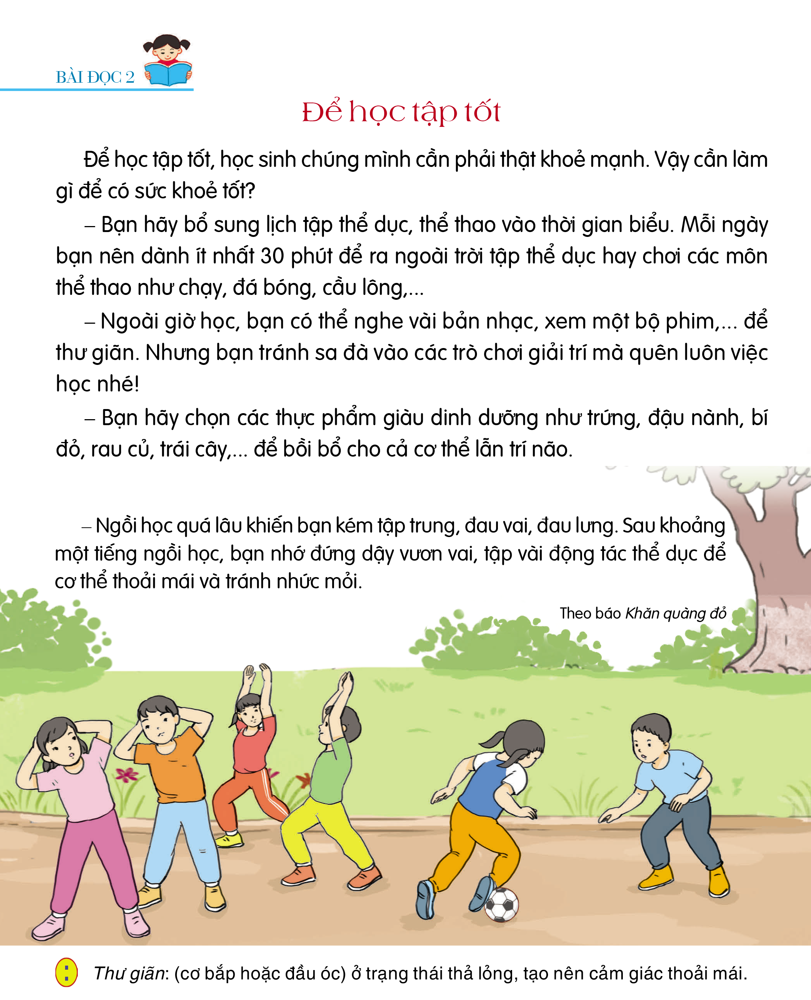 BÀI ĐỌC 2
Để học tập tốt
Để học tập tốt, học sinh chúng mình cần phải thật khoẻ mạnh. Vậy cần làm
gì để có sức khoẻ tốt?
– Bạn hãy bổ sung lịch tập thể dục, thể thao vào thời gian biểu. Mỗi ngày
bạn nên dành ít nhất 30 phút để ra ngoài trời tập thể dục hay chơi các môn
thể thao như chạy, đá bóng, cầu lông,...
– Ngoài giờ học, bạn có thể nghe vài bản nhạc, xem một bộ phim,... để
thư giãn. Nhưng bạn tránh sa đà vào các trò chơi giải trí mà quên luôn việc
học nhé!
– Bạn hãy chọn các thực phẩm giàu dinh dưỡng như trứng, đậu nành, bí
đỏ, rau củ, trái cây,... để bồi bổ cho cả cơ thể lẫn trí não.
– Ngồi học quá lâu khiến bạn kém tập trung, đau vai, đau lưng. Sau khoảng
một tiếng ngồi học, bạn nhớ đứng dậy vươn vai, tập vài động tác thể dục để
cơ thể thoải mái và tránh nhức mỏi.
Theo báo Khăn quàng đỏ
: Thư giãn: (cơ bắp hoặc đầu óc) ở trạng thái thả lỏng, tạo nên cảm giác thoải mái.